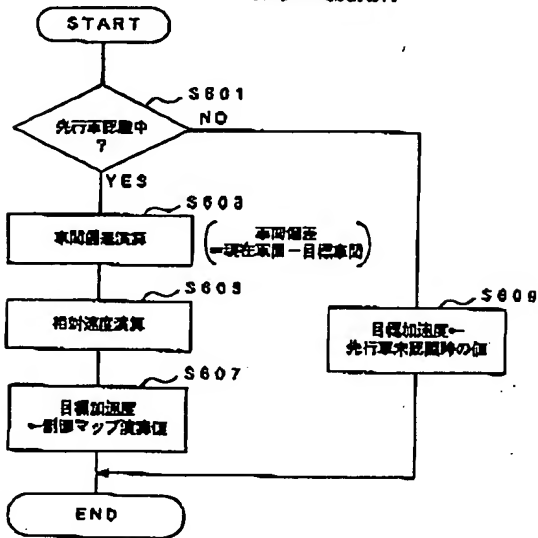 START
S601
先行車認識中
?
NO
YES
S603
車間偏差演算
車間偏差
=現在車間-目標車間
S605
相対速度演算
S609
目標加速度←
先行車未認識時の値
S607
目標加速度
←制御マップ演算値
END